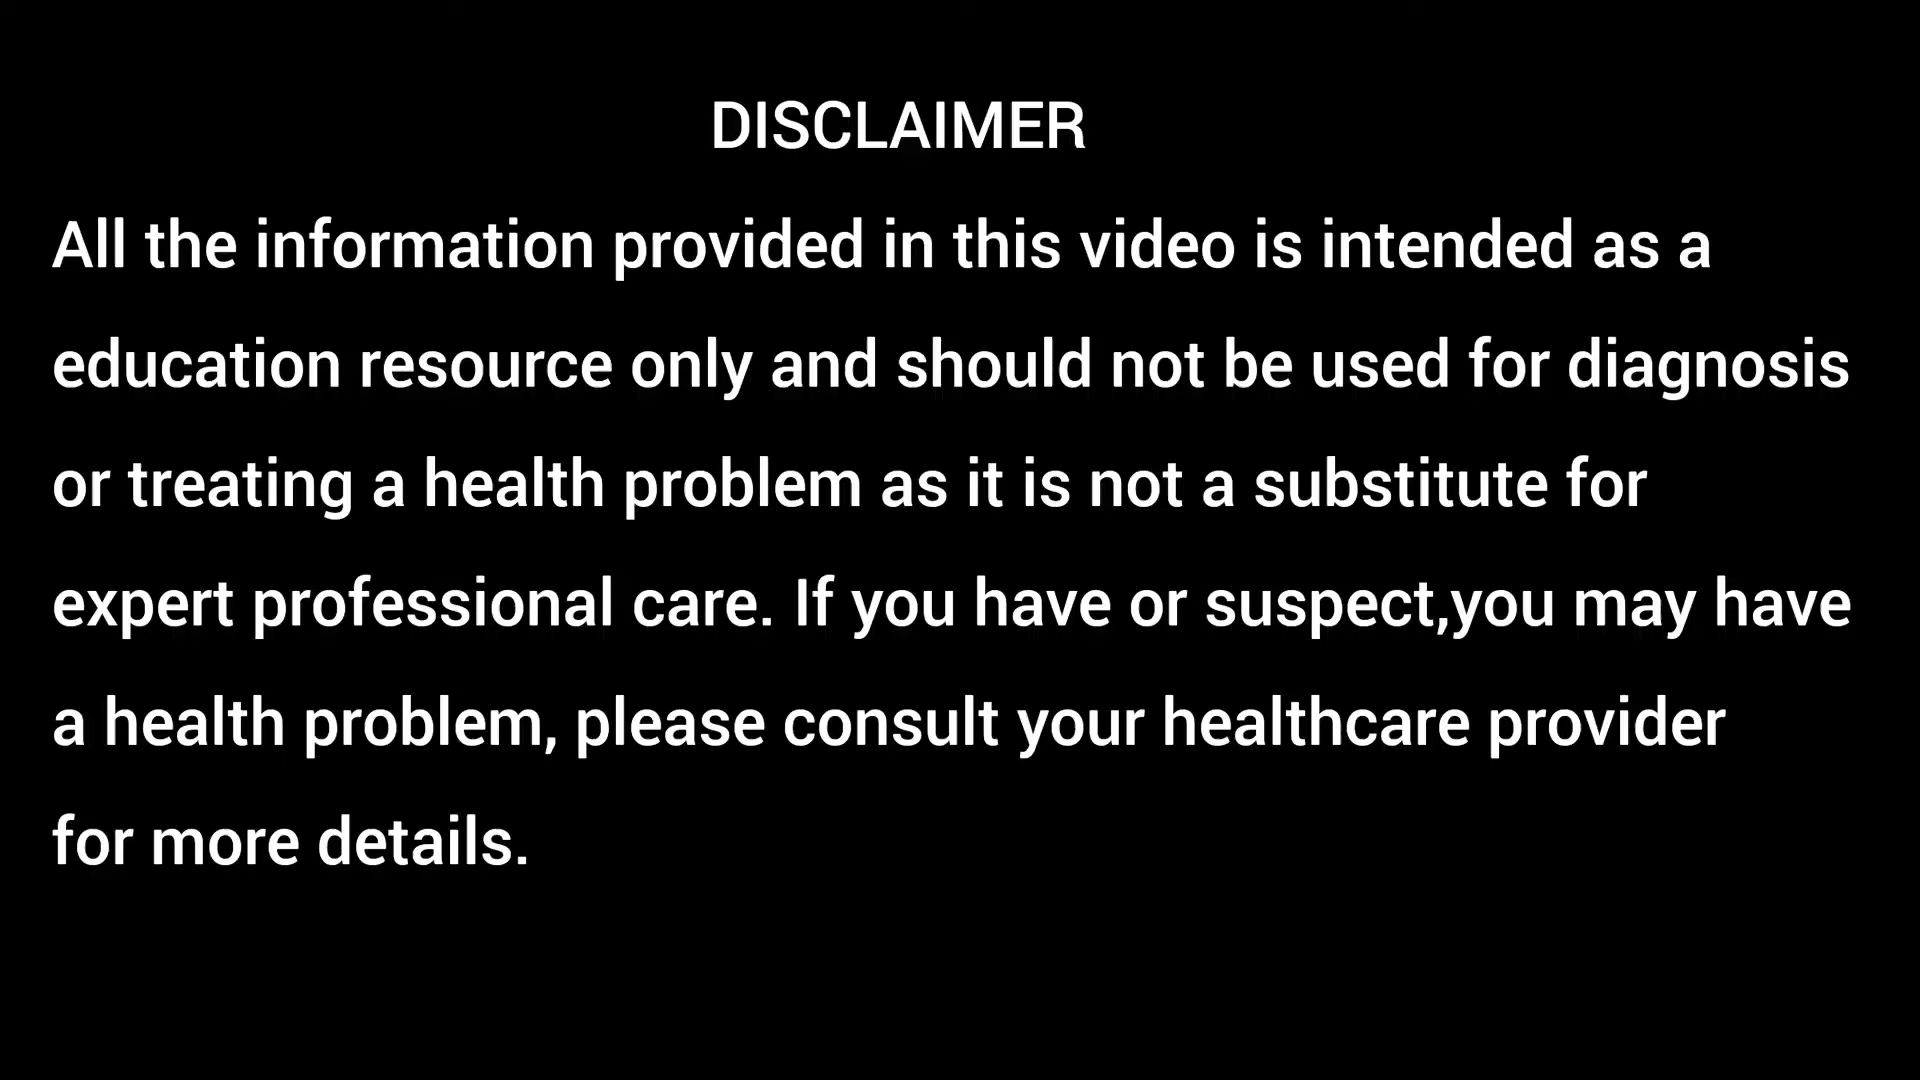 DISCLAIMER
All the information provided in this video is intended as a
education resource only and should not be used for diagnosis
or treating a health problem as it is not a substitute for
expert professional care. If you have or suspect,you may have
a health problem, please consult your healthcare provider
for more details.